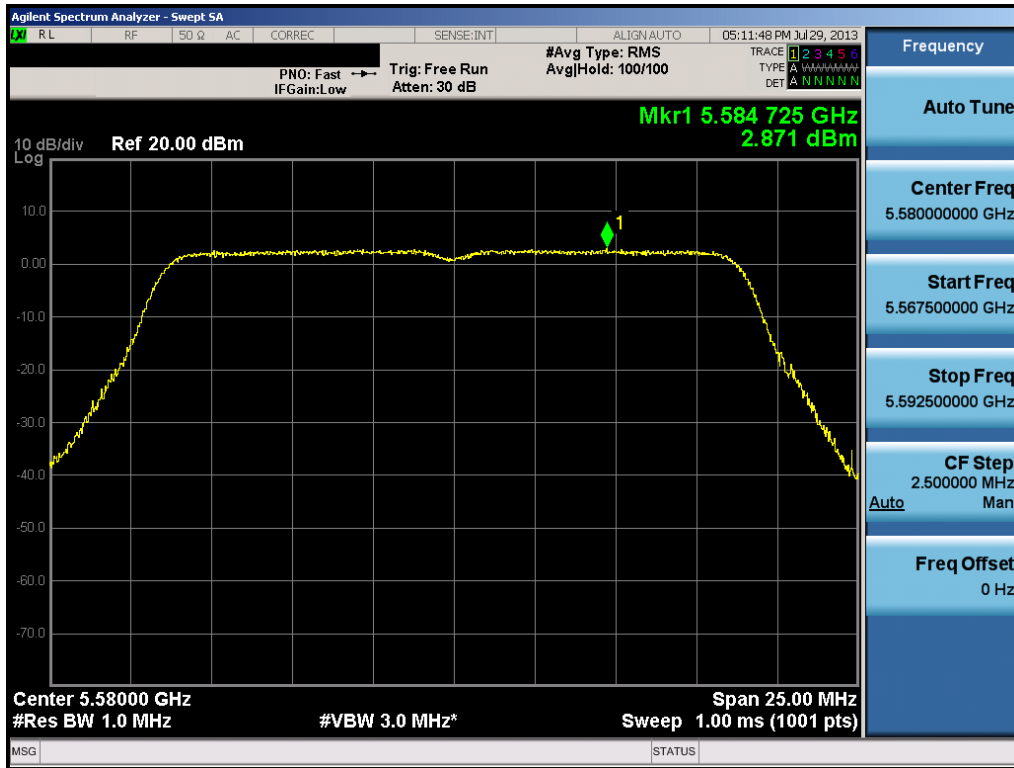 Agilent Spectrum Analyzer - Swept SA
LXI RL RF 50 Ω AC CORREC SENSE:INT ALIGN AUTO 05:11:48 PM Jul 29, 2013
PNO: Fast Trig: Free Run #Avg Type: RMS TRACE 1 2 3 4 5 6
IFGain:Low Atten: 30 dB Avg|Hold: 100/100 TYPE A WWWWW
DET A N N N N N
Mkr1 5.584 725 GHz
2.871 dBm
10 dB/div Ref 20.00 dBm
Log
10.0
0.00
-10.0
-20.0
-30.0
-40.0
-50.0
-60.0
-70.0
1
Center 5.58000 GHz Span 25.00 MHz
#Res BW 1.0 MHz #VBW 3.0 MHz* Sweep 1.00 ms (1001 pts)
MSG STATUS
Frequency
Auto Tune
Center Freq
5.580000000 GHz
Start Freq
5.567500000 GHz
Stop Freq
5.592500000 GHz
CF Step
2.500000 MHz
Auto Man
Freq Offset
0 Hz